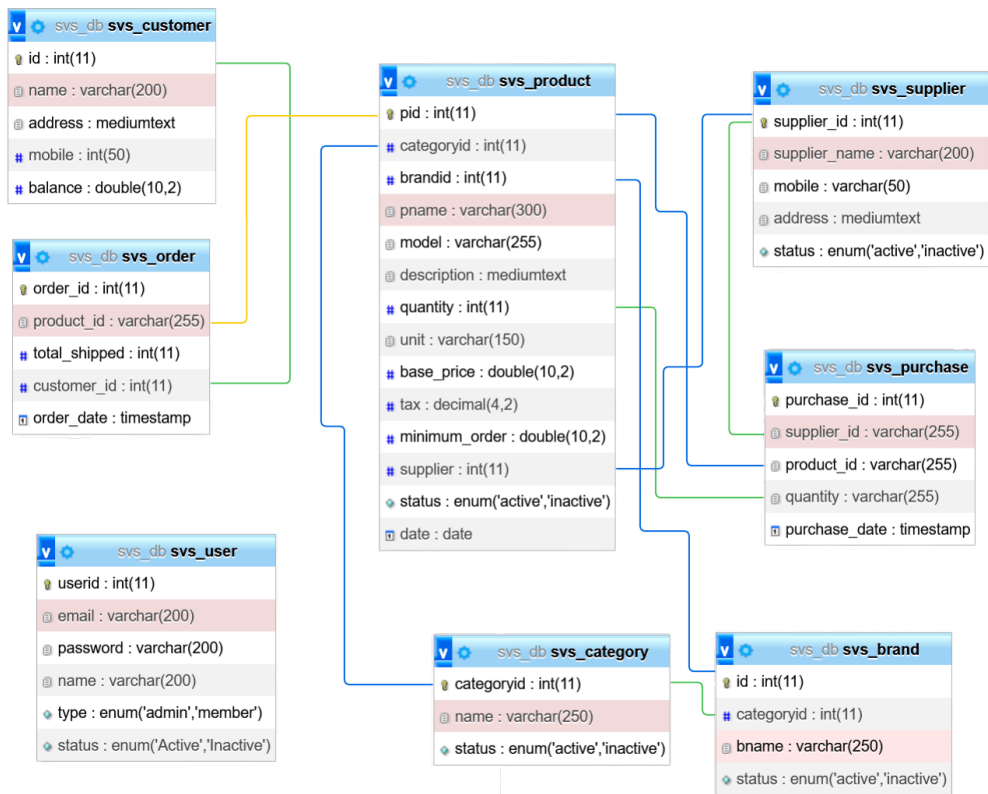 svs_db svs_customer
id : int(11)
name : varchar(200)
address : mediumtext
mobile : int(50)
balance : double(10,2)
svs_db svs_order
order_id : int(11)
product_id : varchar(255)
total_shipped : int(11)
customer_id : int(11)
order_date : timestamp
svs_db svs_user
userid : int(11)
email : varchar(200)
password : varchar(200)
name : varchar(200)
type : enum('admin','member')
status : enum('Active','Inactive')
svs_db svs_product
pid : int(11)
categoryid : int(11)
brandid : int(11)
pname : varchar(300)
model : varchar(255)
description : mediumtext
quantity : int(11)
unit : varchar(150)
base_price : double(10,2)
tax : decimal(4,2)
minimum_order : double(10,2)
supplier : int(11)
status : enum('active','inactive')
date : date
svs_db svs_category
categoryid : int(11)
name : varchar(250)
status : enum('active','inactive')
svs_db svs_supplier
supplier_id : int(11)
supplier_name : varchar(200)
mobile : varchar(50)
address : mediumtext
status : enum('active','inactive')
svs_db svs_purchase
purchase_id : int(11)
supplier_id : varchar(255)
product_id : varchar(255)
quantity : varchar(255)
purchase_date : timestamp
svs_db svs_brand
id : int(11)
categoryid : int(11)
bname : varchar(250)
status : enum('active','inactive')